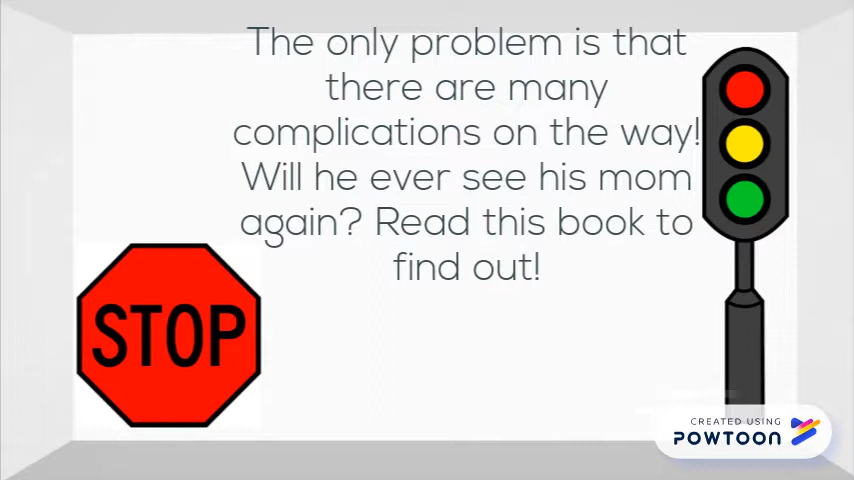 The only problem is that
there are many
complications on the way!
Will he ever see his mom
again? Read this book to
find out!
STOP
CREATED USING
POWTOON